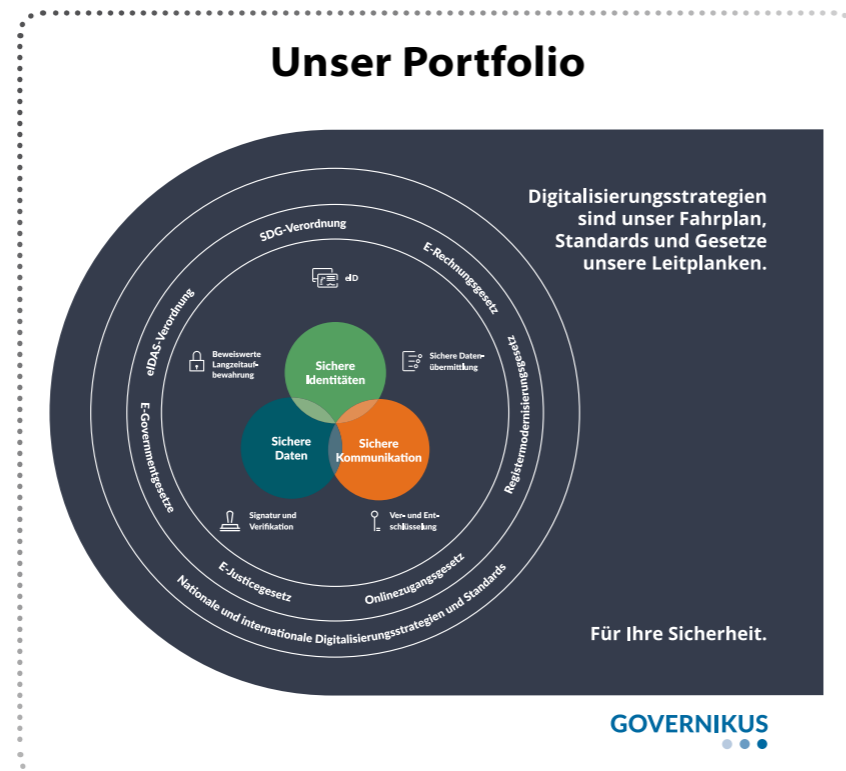 Unser Portfolio
Digitalisierungsstrategien
sind unser Fahrplan,
Standards und Gesetze
unsere Leitplanken.
SDG-Verordnung
E-Rechnungsgesetz
eIDAS-Verordnung
Registermodernisierungsgesetz
E-Governmentgesetze
E-Justicegesetz
Onlinezugangsgesetz
Nationale und internationale Digitalisierungsstrategien und Standards
eID
Beweiswerte
Langzeitauf-
bewahrung
Sichere
Identitäten
Sichere Daten-
übermittlung
Sichere
Daten
Sichere
Kommunikation
Signatur und
Verifikation
Ver- und Ent-
schlüsselung
Für Ihre Sicherheit.
GOVERNIKUS